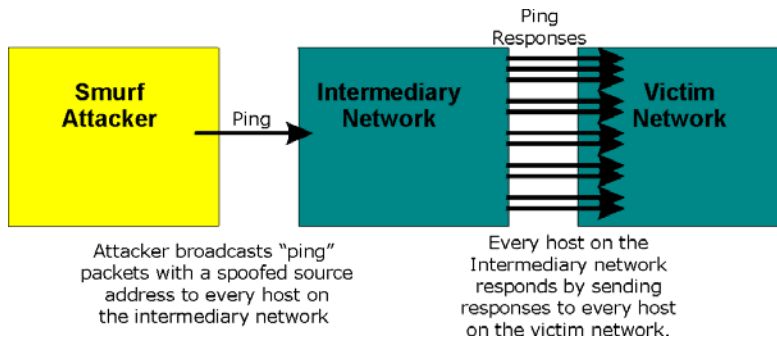 Ping
Responses
Smurf
Attacker
Ping
Intermediary
Network
Victim
Network
Attacker broadcasts “ping”
packets with a spoofed source
address to every host on
the intermediary network
Every host on the
Intermediary network
responds by sending
responses to every host
on the victim network.